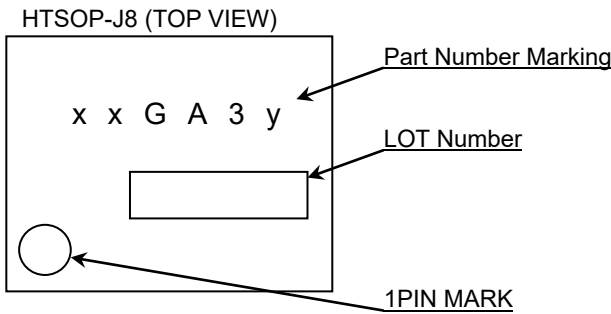 HTSOP-J8 (TOP VIEW)
Part Number Marking
x x G A 3 y
LOT Number
1PIN MARK